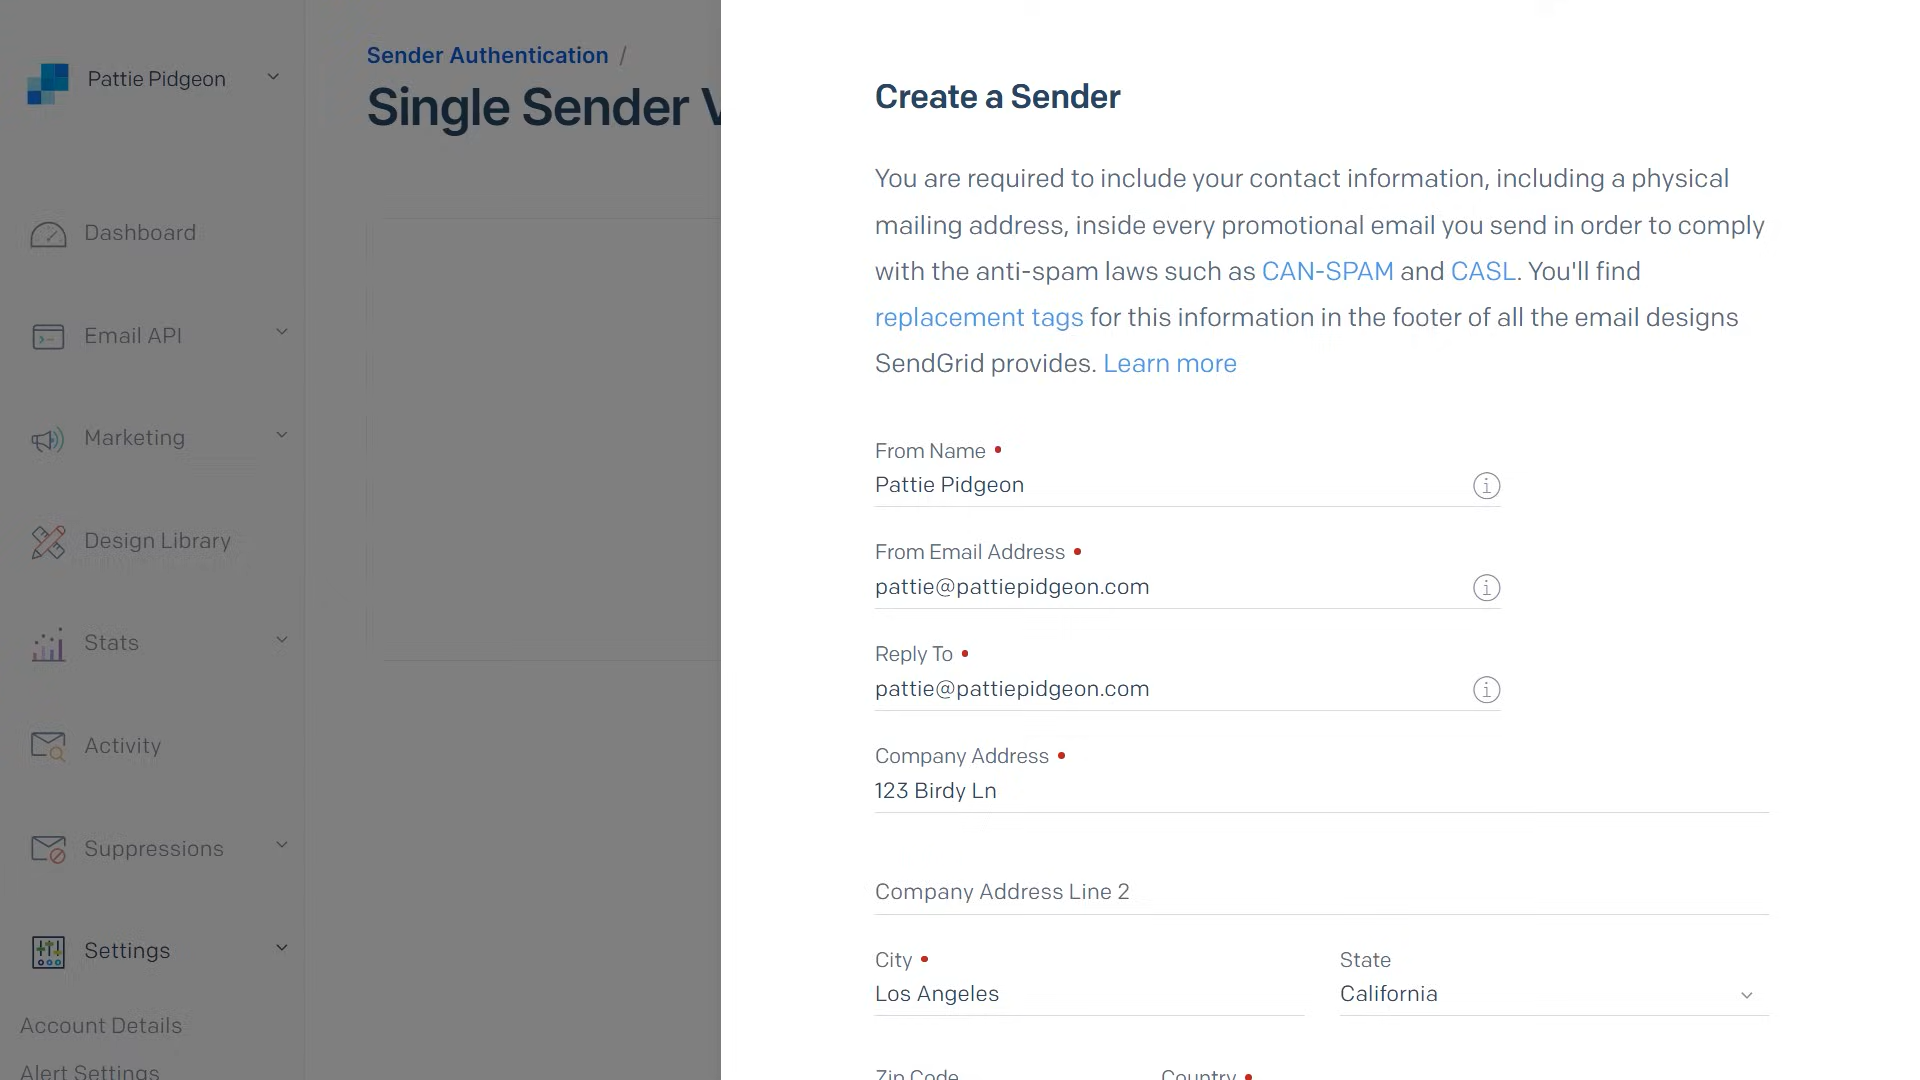 Pattie Pidgeon
Dashboard
Email API
Marketing
Design Library
Stats
Activity
Suppressions
Settings
Account Details
Alert Settings
Sender Authentication /
Single Sender V
Create a Sender
You are required to include your contact information, including a physical
mailing address, inside every promotional email you send in order to comply
with the anti-spam laws such as CAN-SPAM and CASL. You'll find
replacement tags for this information in the footer of all the email designs
SendGrid provides. Learn more
From Name •
Pattie Pidgeon
From Email Address •
pattie@pattiepidgeon.com
Reply To •
pattie@pattiepidgeon.com
Company Address •
123 Birdy Ln
Company Address Line 2
City •
Los Angeles
State
California
Zip Code
Country •